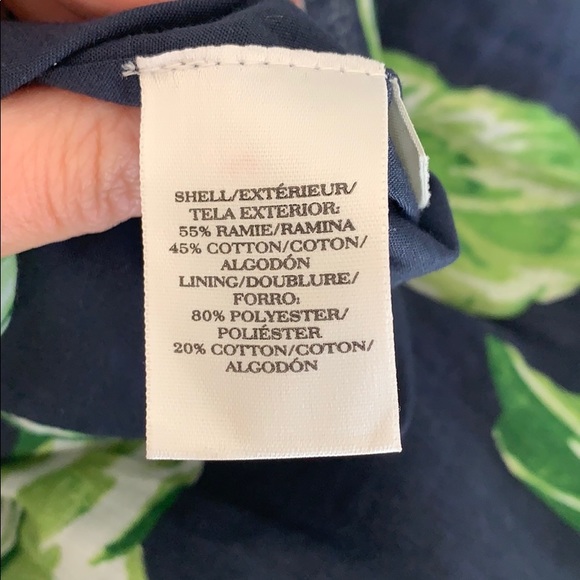 SHELL/EXTÉRIEUR/
TELA EXTERIOR:
55% RAMIE/RAMINA
45% COTTON/COTON/
ALGODÓN
LINING/DOUBLURE/
FORRO:
80% POLYESTER/
POLIÉSTER
20% COTTON/COTON/
ALGODÓN